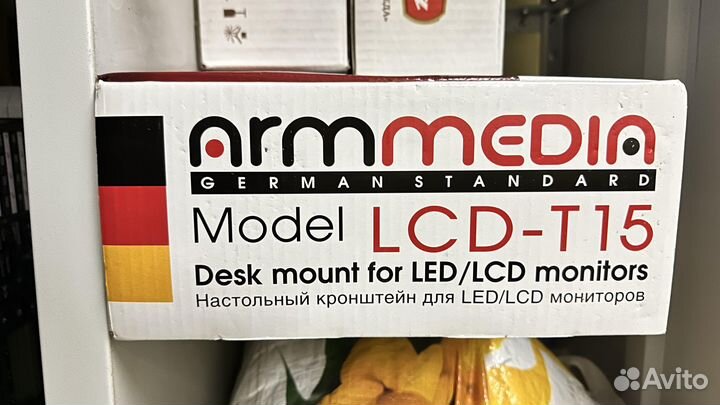 ARMMEDIA
GERMAN STANDARD
Model LCD-T15
Desk mount for LED/LCD monitors
Настольный кронштейн для LED/LCD мониторов
Avito